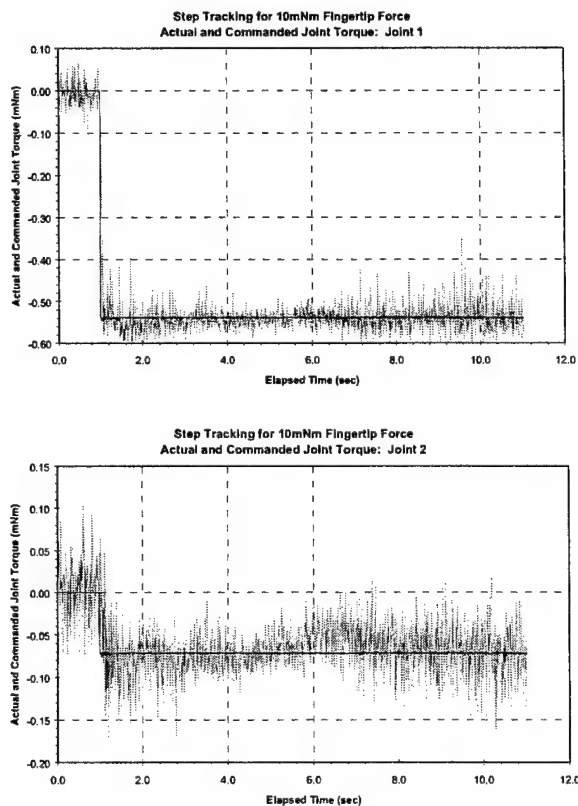 Step Tracking for 10mNm Fingertip Force
Actual and Commanded Joint Torque: Joint 1
Actual and Commanded Joint Torque (mNm)
0.10
0.00
-0.10
-0.20
-0.30
-0.40
-0.50
-0.60
0.0 2.0 4.0 6.0 8.0 10.0 12.0
Elapsed Time (sec)
Step Tracking for 10mNm Fingertip Force
Actual and Commanded Joint Torque: Joint 2
Actual and Commanded Joint Torque (mNm)
0.15
0.10
0.05
0.00
-0.05
-0.10
-0.15
-0.20
0.0 2.0 4.0 6.0 8.0 10.0 12.0
Elapsed Time (sec)